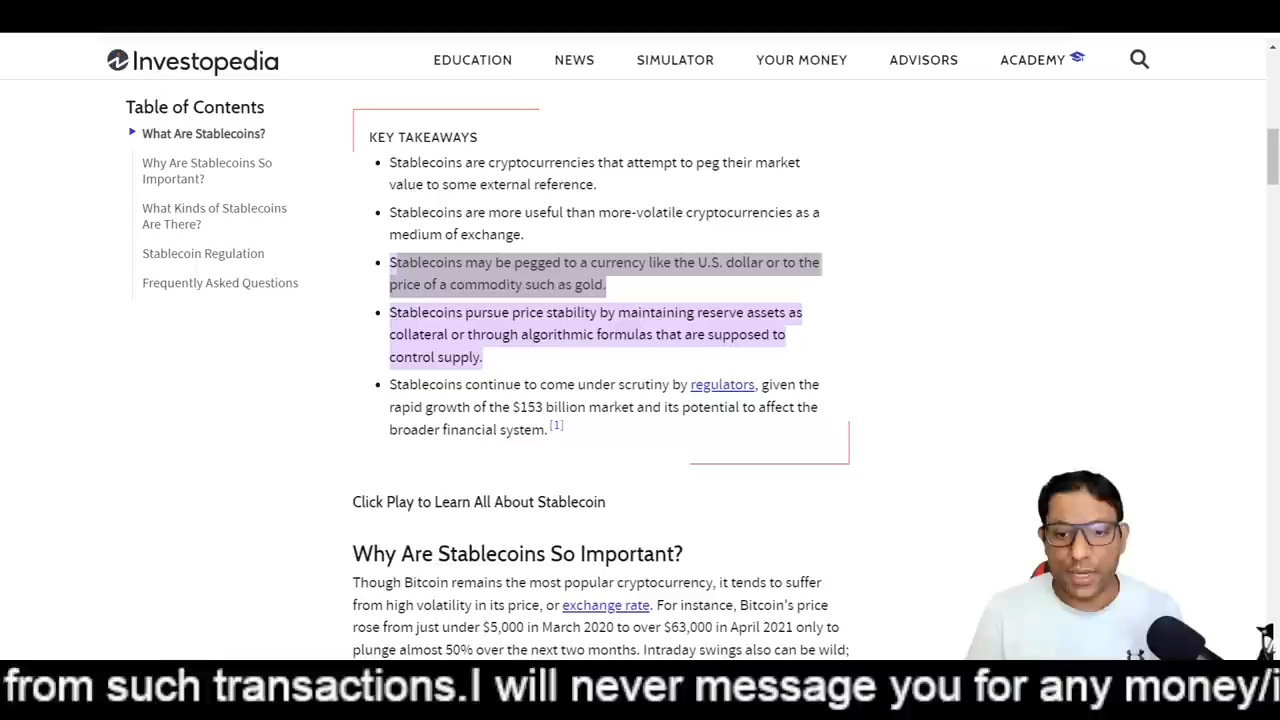 Investopedia
EDUCATION NEWS SIMULATOR YOUR MONEY ADVISORS ACADEMY
Table of Contents
What Are Stablecoins?
Why Are Stablecoins So
Important?
What Kinds of Stablecoins
Are There?
Stablecoin Regulation
Frequently Asked Questions
KEY TAKEAWAYS
• Stablecoins are cryptocurrencies that attempt to peg their market
value to some external reference.
• Stablecoins are more useful than more-volatile cryptocurrencies as a
medium of exchange.
• Stablecoins may be pegged to a currency like the U.S. dollar or to the
price of a commodity such as gold.
• Stablecoins pursue price stability by maintaining reserve assets as
collateral or through algorithmic formulas that are supposed to
control supply.
• Stablecoins continue to come under scrutiny by regulators, given the
rapid growth of the $153 billion market and its potential to affect the
broader financial system. [1]
Click Play to Learn All About Stablecoin
Why Are Stablecoins So Important?
Though Bitcoin remains the most popular cryptocurrency, it tends to suffer
from high volatility in its price, or exchange rate. For instance, Bitcoin's price
rose from just under $5,000 in March 2020 to over $63,000 in April 2021 only to
plunge almost 50% over the next two months. Intraday swings also can be wild;
from such transactions.I will never message you for any money/i